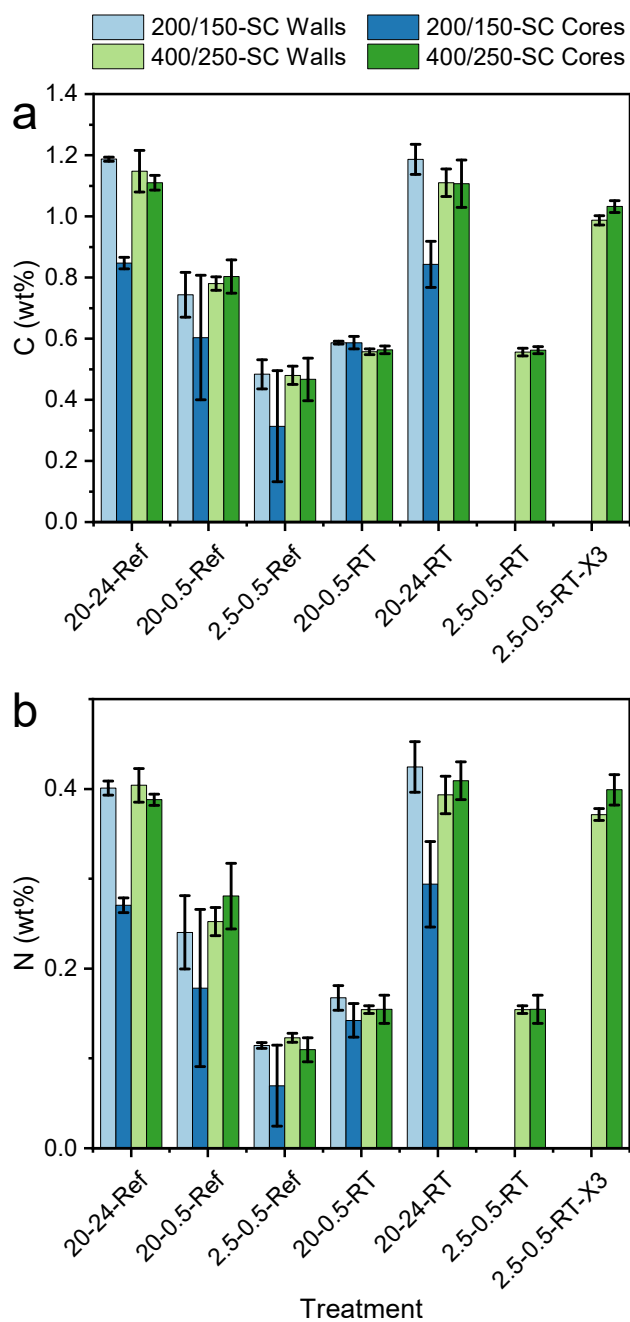 200/150-SC Walls 200/150-SC Cores
400/250-SC Walls 400/250-SC Cores
a
1.4
1.2
1.0
0.8
0.6
0.4
0.2
0.0
C (wt%)
20-24-Ref
20-0.5-Ref
2.5-0.5-Ref
20-0.5-RT
20-24-RT
2.5-0.5-RT
2.5-0.5-RT-X3
b
0.4
0.2
0.0
N (wt%)
20-24-Ref
20-0.5-Ref
2.5-0.5-Ref
20-0.5-RT
20-24-RT
2.5-0.5-RT
2.5-0.5-RT-X3
Treatment